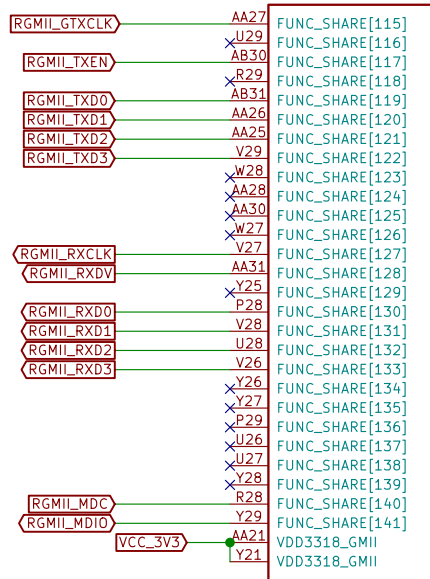 RGMII_GTXCLK AA27 FUNC_SHARE[115]
U29 FUNC_SHARE[116]
RGMII_TXEN AB30 FUNC_SHARE[117]
R29 FUNC_SHARE[118]
RGMII_TXD0 AB31 FUNC_SHARE[119]
RGMII_TXD1 AA26 FUNC_SHARE[120]
RGMII_TXD2 AA25 FUNC_SHARE[121]
RGMII_TXD3 V29 FUNC_SHARE[122]
W28 FUNC_SHARE[123]
AA28 FUNC_SHARE[124]
AA30 FUNC_SHARE[125]
W27 FUNC_SHARE[126]
RGMII_RXCLK V27 FUNC_SHARE[127]
RGMII_RXDV AA31 FUNC_SHARE[128]
Y25 FUNC_SHARE[129]
RGMII_RXD0 P28 FUNC_SHARE[130]
RGMII_RXD1 V28 FUNC_SHARE[131]
RGMII_RXD2 U28 FUNC_SHARE[132]
RGMII_RXD3 V26 FUNC_SHARE[133]
Y26 FUNC_SHARE[134]
Y27 FUNC_SHARE[135]
P29 FUNC_SHARE[136]
U26 FUNC_SHARE[137]
U27 FUNC_SHARE[138]
Y28 FUNC_SHARE[139]
RGMII_MDC R28 FUNC_SHARE[140]
RGMII_MDIO Y29 FUNC_SHARE[141]
VCC_3V3 AA21 VDD3318_GMII
Y21 VDD3318_GMII